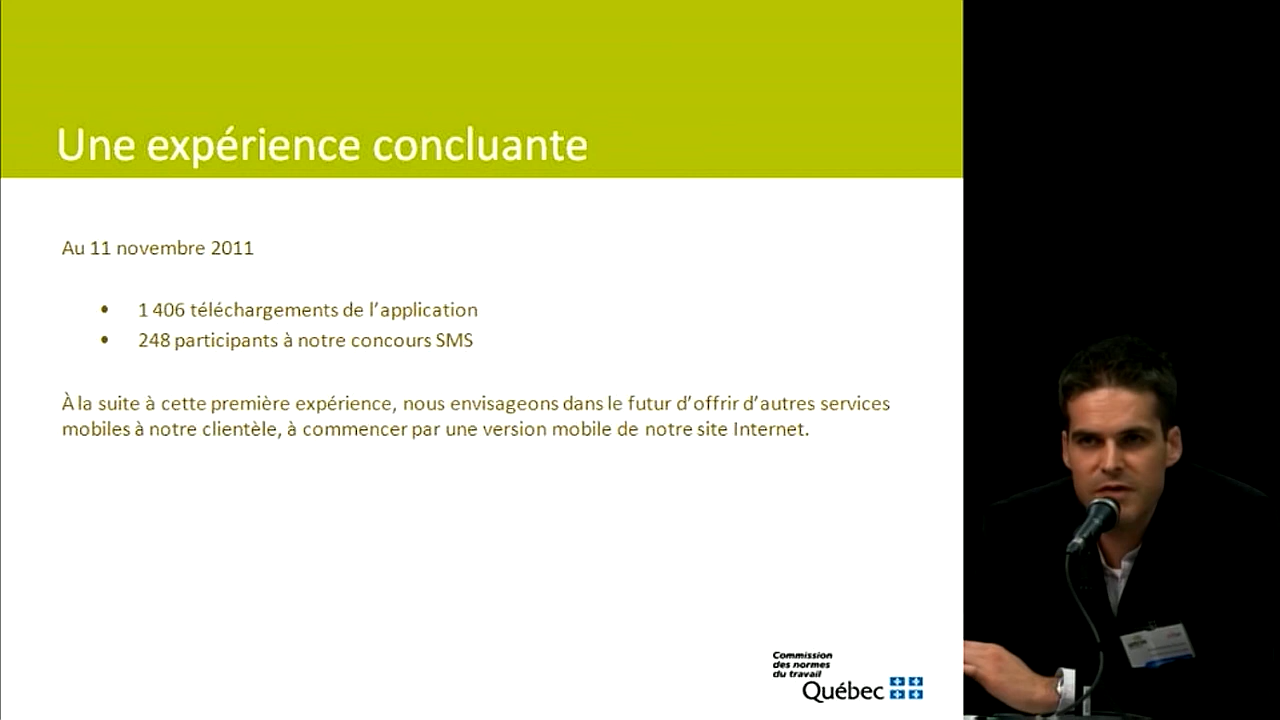 Une expérience concluante
Au 11 novembre 2011
• 1 406 téléchargements de l’application
• 248 participants à notre concours SMS
À la suite à cette première expérience, nous envisageons dans le futur d’offrir d’autres services
mobiles à notre clientèle, à commencer par une version mobile de notre site Internet.
Commission
des normes
du travail
Québec